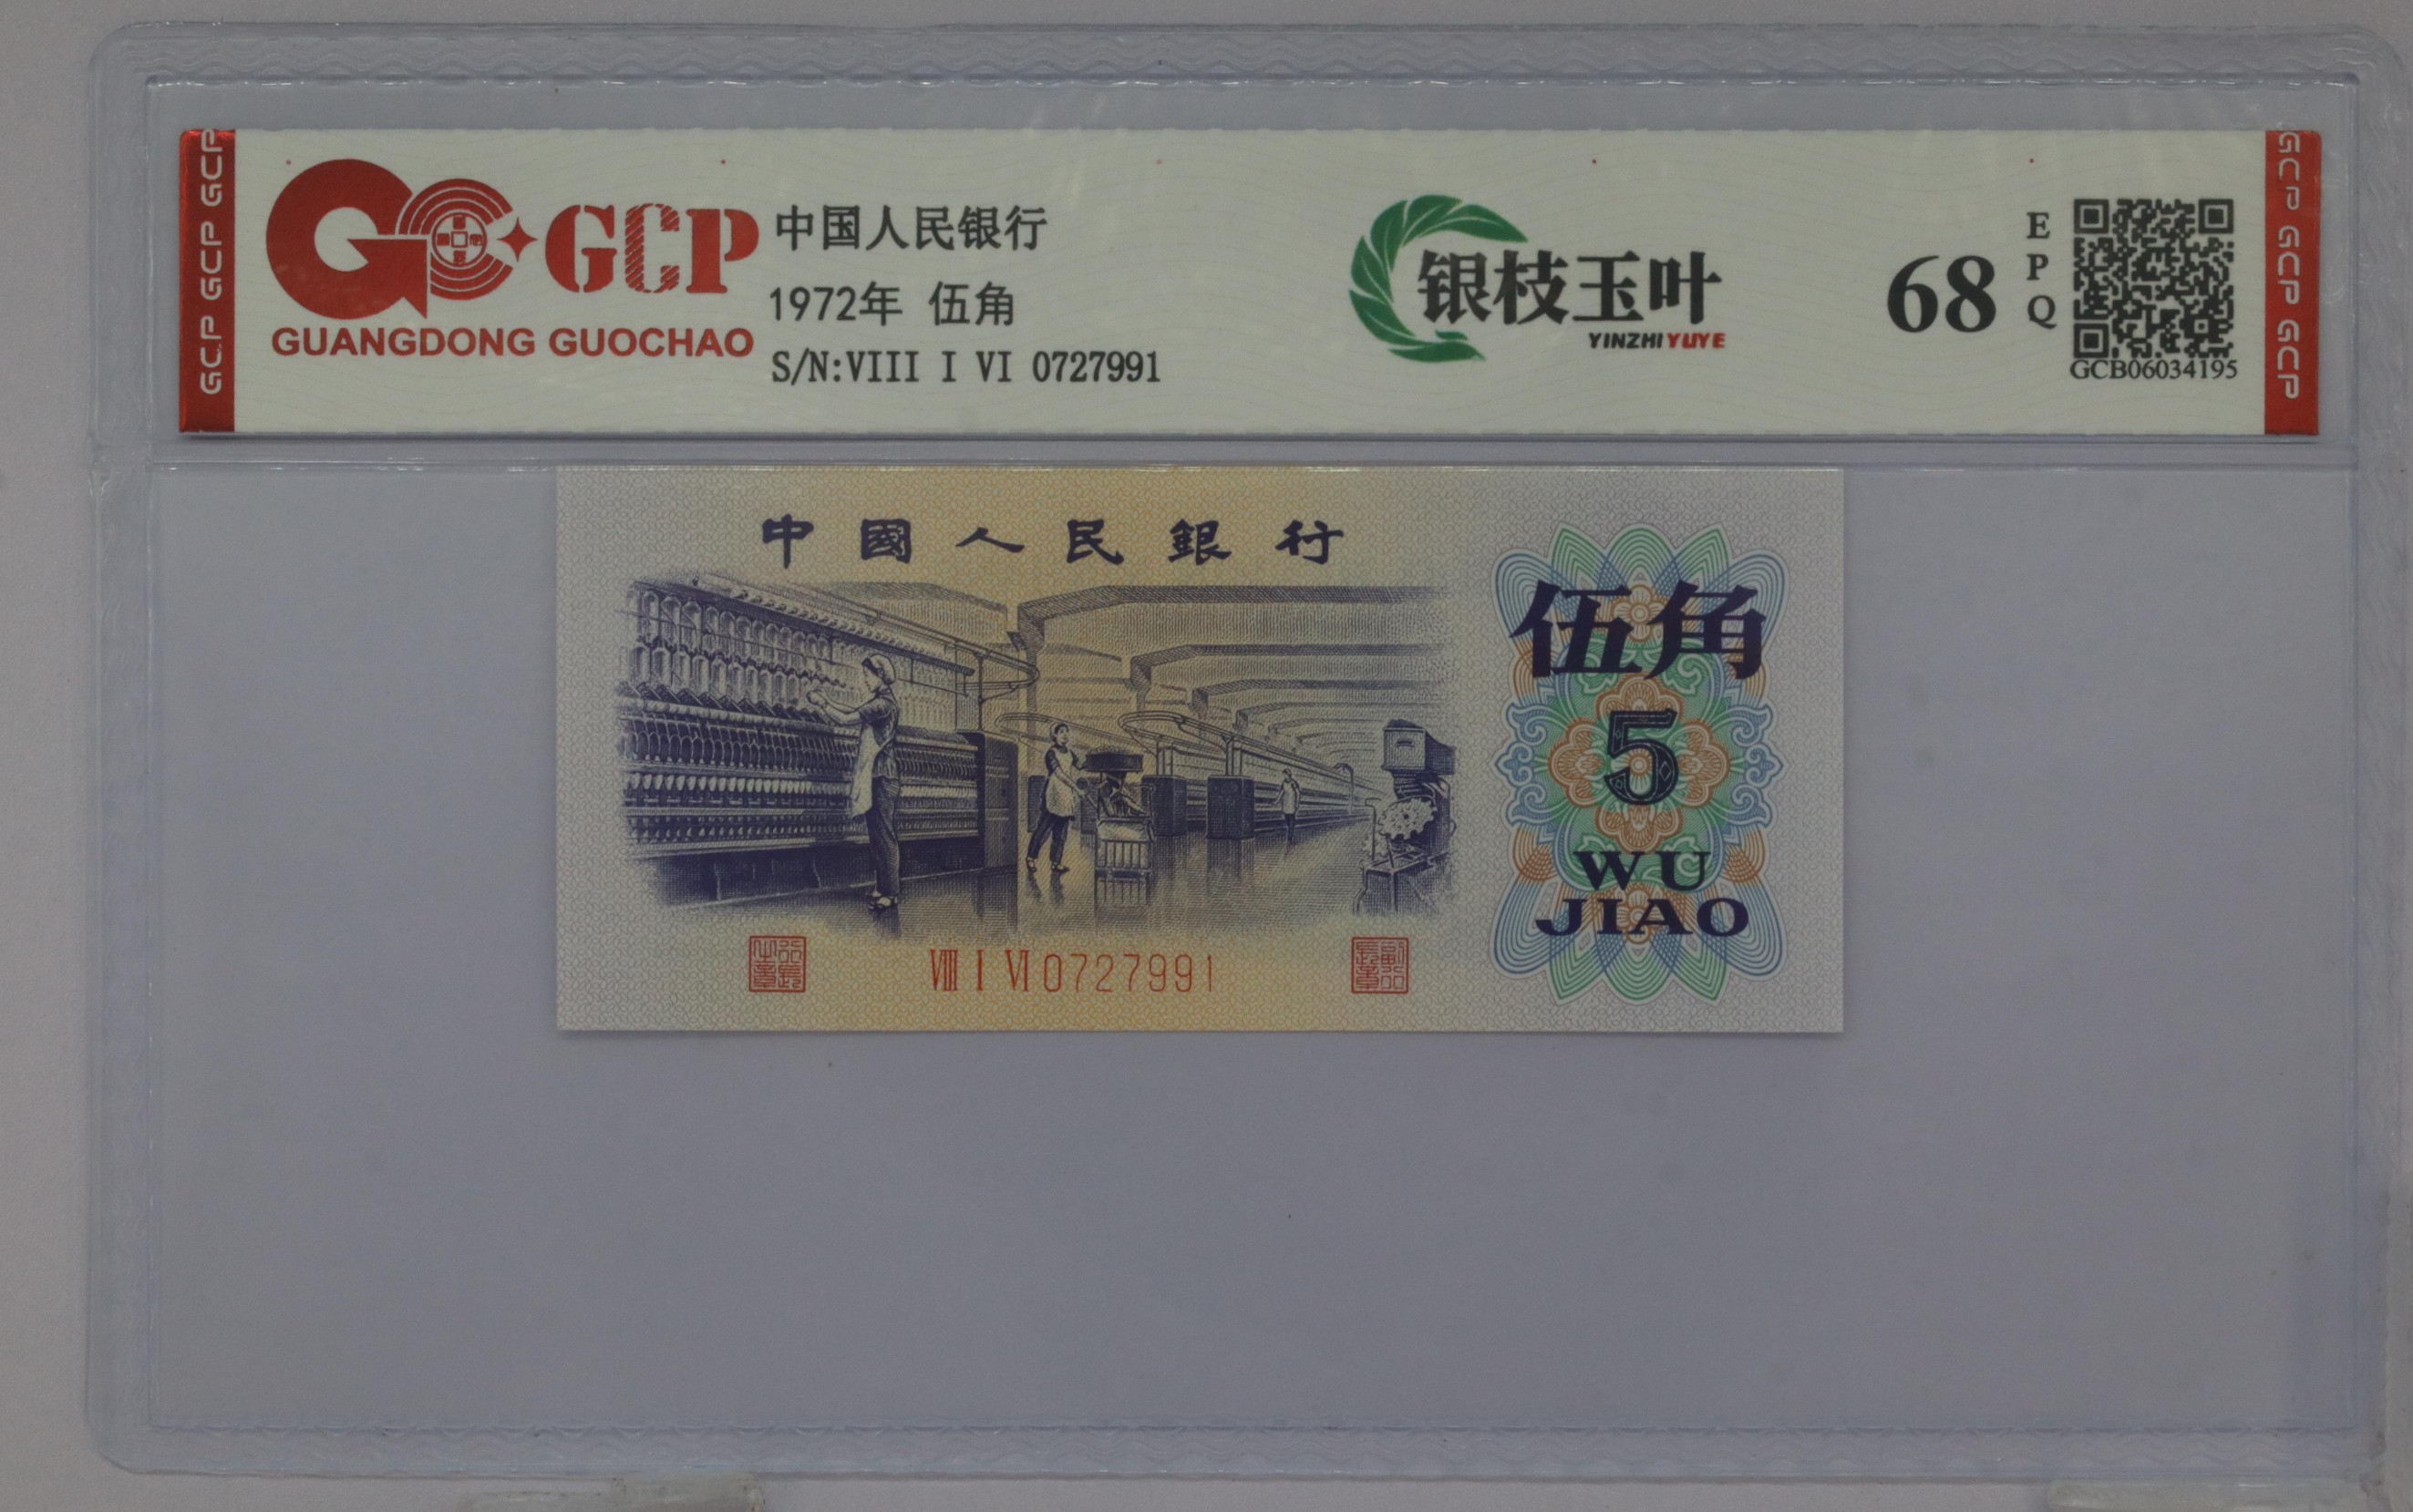 GCP GCP GCP
GCP
GUANGDONG GUOCHAO
中国人民银行
1972年 伍角
S/N:VIII I VI 0727991
银枝玉叶
YINZHIYUYE
68
EPQ
GCB06034195
GCP GCP GCP
中國人民銀行
伍角
5
WU
JIAO
VIII I VI 0727991